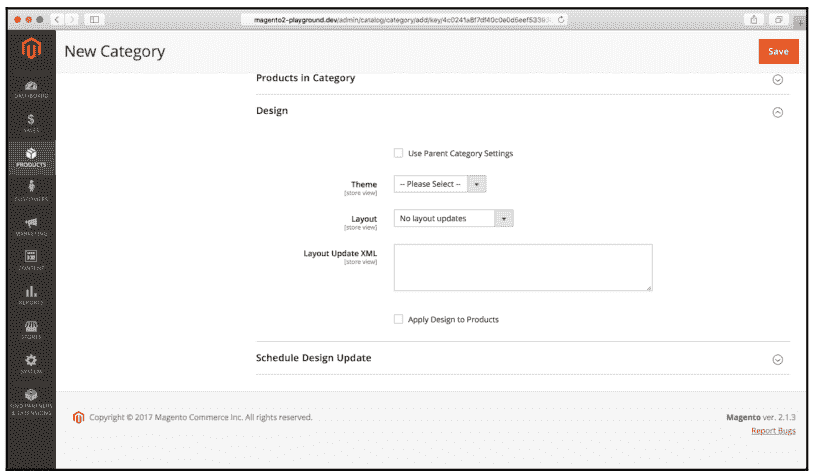 magento2-playground.dev/admin/catalog/category/add/key/4c0241a8f7df49c0e0d6eef533
New Category
Save
DASHBOARD
SALES
PRODUCTS
CUSTOMERS
MARKETING
CONTENT
REPORTS
STORES
SYSTEM
FIND PARTNERS
& EXTENSIONS
Products in Category
Design
Use Parent Category Settings
Theme
-- Please Select --
[store view]
Layout
No layout updates
[store view]
Layout Update XML
[store view]
Apply Design to Products
Schedule Design Update
Copyright © 2017 Magento Commerce Inc. All rights reserved.
Magento ver. 2.1.3
Report Bugs